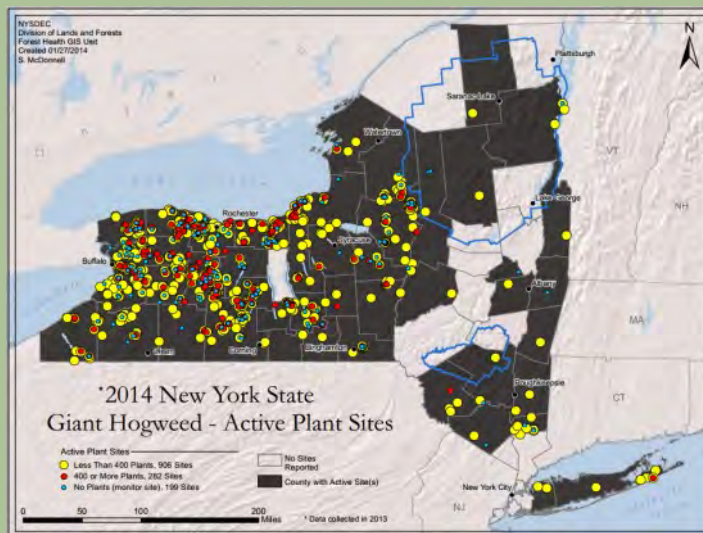 NYSDEC
Division of Lands and Forests
Forest Health GIS Unit
Created 01/27/2014
S. McDonnell
N
Plattsburgh
Saranac Lake
Watertown
VT
Lake George
NH
Rochester
Syracuse
Buffalo
Albany
MA
Corning
Binghamton
*2014 New York State
Giant Hogweed - Active Plant Sites
Poughkeepsie
CT
Active Plant Sites
Less Than 400 Plants, 906 Sites
400 or More Plants, 282 Sites
No Plants (monitor site), 199 Sites
No Sites
Reported
County with Active Site(s)
New York City
NJ
0 50 100 200
Miles
* Data collected in 2013